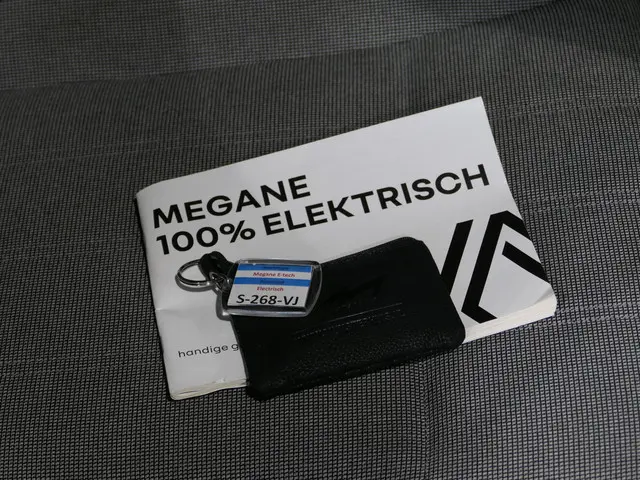 MEGANE
100% ELEKTRISCH
Megane E-tech
Electrisch
S-268-VJ
handige g